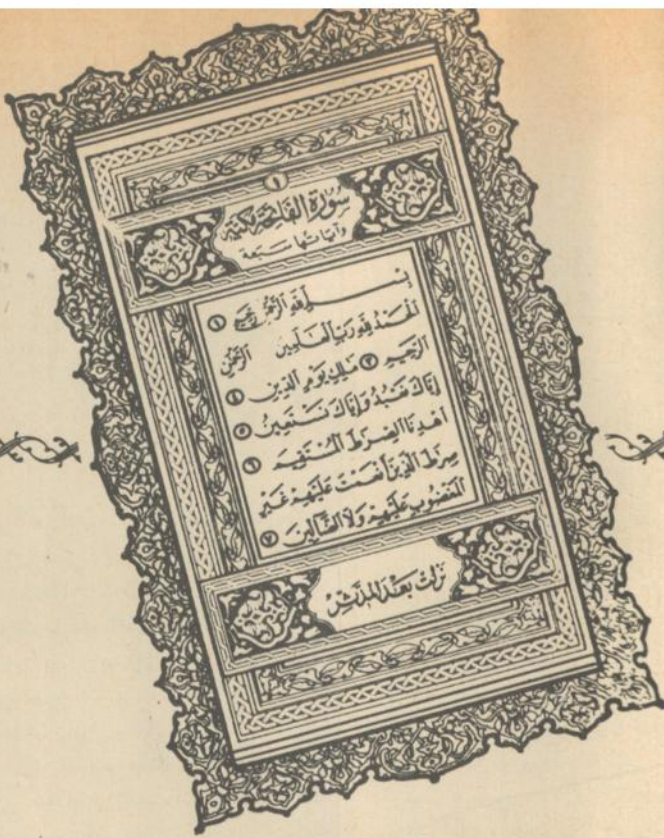 ١
سورة الفاتحة مكية
وآياتها سبعة
بسم الله الرحمن الرحيم ١
الحمد لله رب العالمين الرحمن
الرحيم ٣ ملك يوم الدين ٤
إياك نعبد وإياك نستعين ٥
اهدنا الصراط المستقيم ٦
صراط الذين أنعمت عليهم غير
المغضوب عليهم ولا الضالين ٧
نزلت بعد المدثر